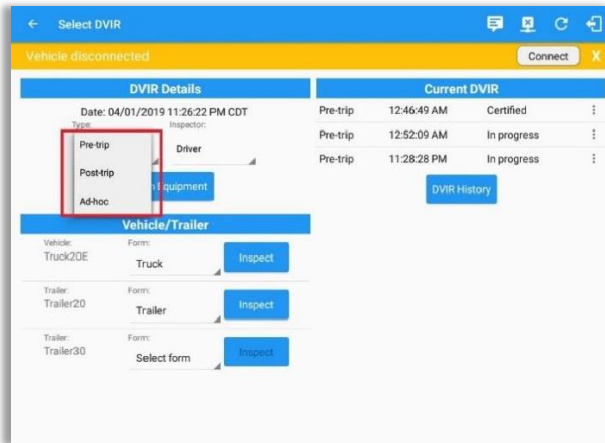 Select DVIR
Vehicle disconnected
Connect X
DVIR Details
Date: 04/01/2019 11:26:22 PM CDT
Type: Inspector:
Pre-trip
Post-trip
Ad-hoc
Driver
Equipment
Vehicle/Trailer
Vehicle: Form:
Truck20E Truck Inspect
Trailer: Form:
Trailer20 Trailer Inspect
Trailer: Form:
Trailer30 Select form Inspect
Current DVIR
Pre-trip 12:46:49 AM Certified
Pre-trip 12:52:09 AM In progress
Pre-trip 11:28:28 PM In progress
DVIR History